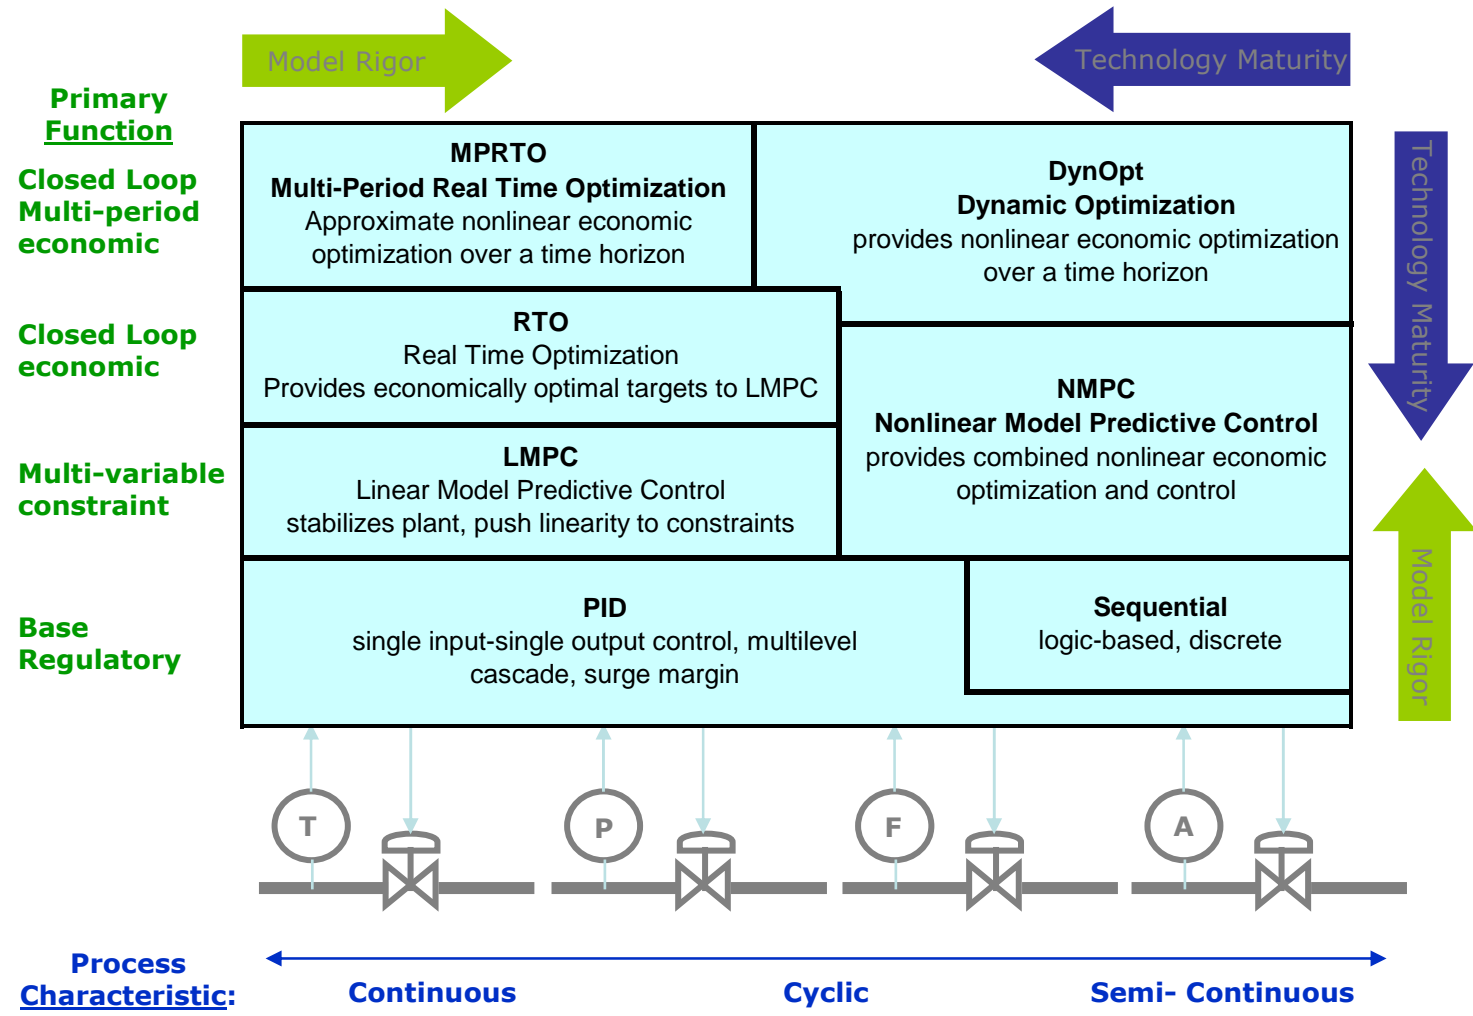 Model Rigor
Technology Maturity
Primary
Function
Closed Loop
Multi-period
economic
MPRTO
Multi-Period Real Time Optimization
Approximate nonlinear economic
optimization over a time horizon
DynOpt
Dynamic Optimization
provides nonlinear economic optimization
over a time horizon
Technology Maturity
Closed Loop
economic
RTO
Real Time Optimization
Provides economically optimal targets to LMPC
NMPC
Nonlinear Model Predictive Control
provides combined nonlinear economic
optimization and control
Multi-variable
constraint
LMPC
Linear Model Predictive Control
stabilizes plant, push linearity to constraints
Model Rigor
Base
Regulatory
PID
single input-single output control, multilevel
cascade, surge margin
Sequential
logic-based, discrete
T
P
F
A
Process
Characteristic:
Continuous
Cyclic
Semi- Continuous